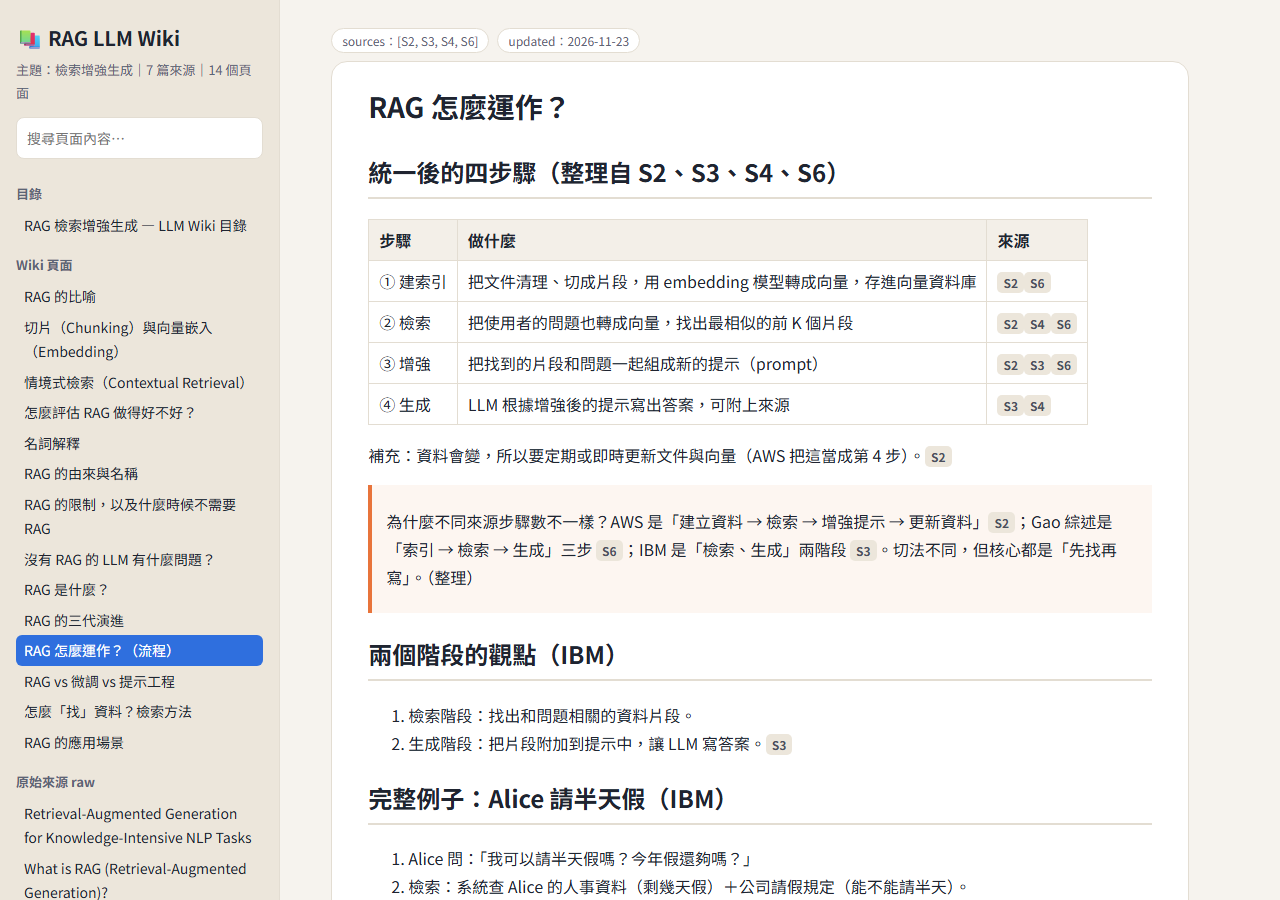 📚 RAG LLM Wiki
主題：檢索增強生成｜7 篇來源｜14 個頁
面
搜尋頁面內容…
目錄
RAG 檢索增強生成 — LLM Wiki 目錄
Wiki 頁面
RAG 的比喻
切片（Chunking）與向量嵌入
（Embedding）
情境式檢索（Contextual Retrieval）
怎麼評估 RAG 做得好不好？
名詞解釋
RAG 的由來與名稱
RAG 的限制，以及什麼時候不需要
RAG
沒有 RAG 的 LLM 有什麼問題？
RAG 是什麼？
RAG 的三代演進
RAG 怎麼運作？（流程）
RAG vs 微調 vs 提示工程
怎麼「找」資料？檢索方法
RAG 的應用場景
原始來源 raw
Retrieval-Augmented Generation
for Knowledge-Intensive NLP Tasks
What is RAG (Retrieval-Augmented
Generation)?
sources：[S2, S3, S4, S6] updated：2026-11-23
RAG 怎麼運作？
統一後的四步驟（整理自 S2、S3、S4、S6）
步驟 做什麼 來源
① 建索引 把文件清理、切成片段，用 embedding 模型轉成向量，存進向量資料庫 S2 S6
② 檢索 把使用者的問題也轉成向量，找出最相似的前 K 個片段 S2 S4 S6
③ 增強 把找到的片段和問題一起組成新的提示（prompt） S2 S3 S6
④ 生成 LLM 根據增強後的提示寫出答案，可附上來源 S3 S4
補充：資料會變，所以要定期或即時更新文件與向量（AWS 把這當成第 4 步）。S2
為什麼不同來源步驟數不一樣？AWS 是「建立資料 → 檢索 → 增強提示 → 更新資料」 S2 ；Gao 綜述是
「索引 → 檢索 → 生成」三步 S6 ；IBM 是「檢索、生成」兩階段 S3 。切法不同，但核心都是「先找再
寫」。（整理）
兩個階段的觀點（IBM）
1. 檢索階段：找出和問題相關的資料片段。
2. 生成階段：把片段附加到提示中，讓 LLM 寫答案。S3
完整例子：Alice 請半天假（IBM）
1. Alice 問：「我可以請半天假嗎？今年假還夠嗎？」
2. 檢索：系統查 Alice 的人事資料（剩幾天假）＋公司請假規定（能不能請半天）。